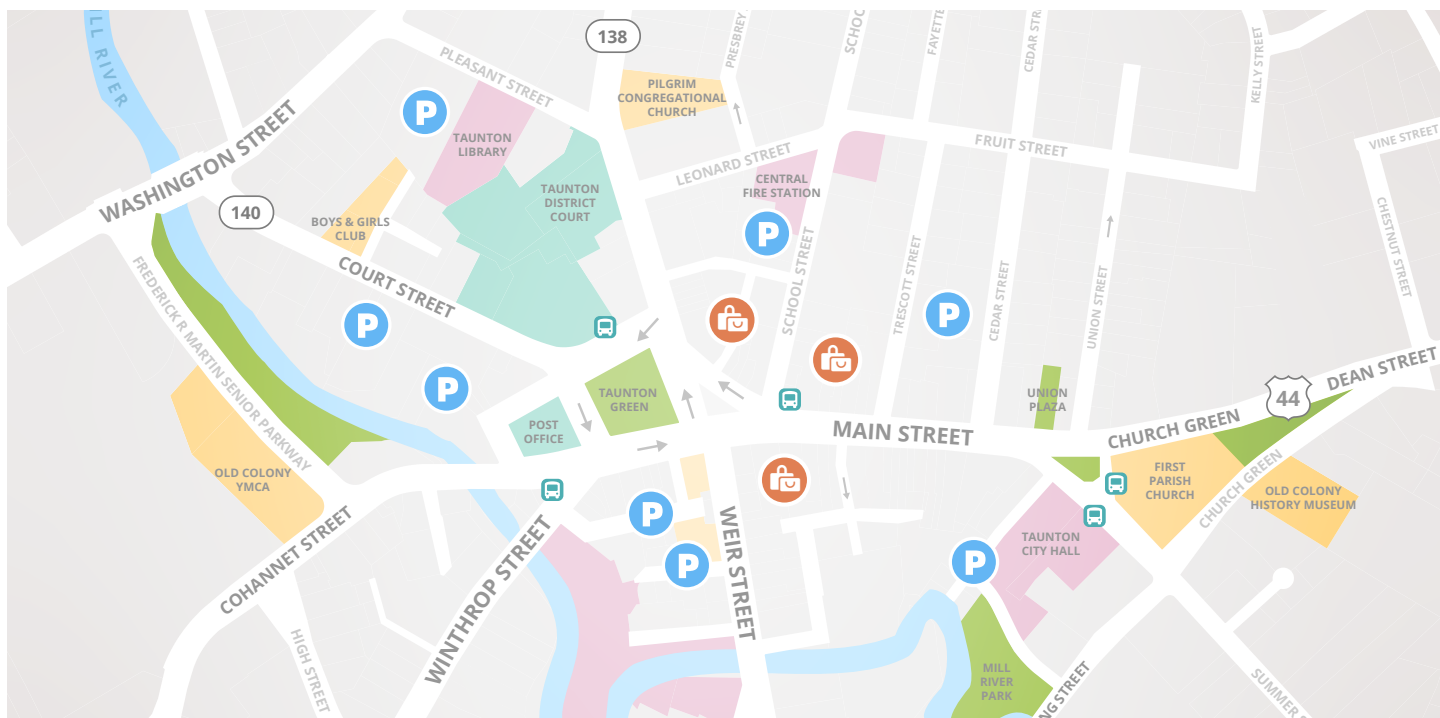 LL RIVER
138
PRESBREY
SCHOO
FAYETTE
CEDAR STR
KELLY STREET
PLEASANT STREET
PILGRIM
CONGREGATIONAL
CHURCH
P
WASHINGTON STREET
TAUNTON
LIBRARY
LEONARD STREET
FRUIT STREET
VINE STREET
140
BOYS & GIRLS
CLUB
TAUNTON
DISTRICT
COURT
CENTRAL
FIRE STATION
P
CHESTNUT STREET
COURT STREET
FREDERICK R MARTIN SENIOR PARKWAY
P
SCHOOL STREET
TRESCOTT STREET
P
CEDAR STREET
UNION STREET
P
TAUNTON
GREEN
POST
OFFICE
UNION
PLAZA
MAIN STREET
CHURCH GREEN
44
DEAN STREET
OLD COLONY
YMCA
FIRST
PARISH
CHURCH
CHURCH GREEN
OLD COLONY
HISTORY MUSEUM
COHANNET STREET
WINTHROP STREET
P
P
WEIR STREET
P
TAUNTON
CITY HALL
HIGH STREET
MILL
RIVER
PARK
NG STREET
SUMMER